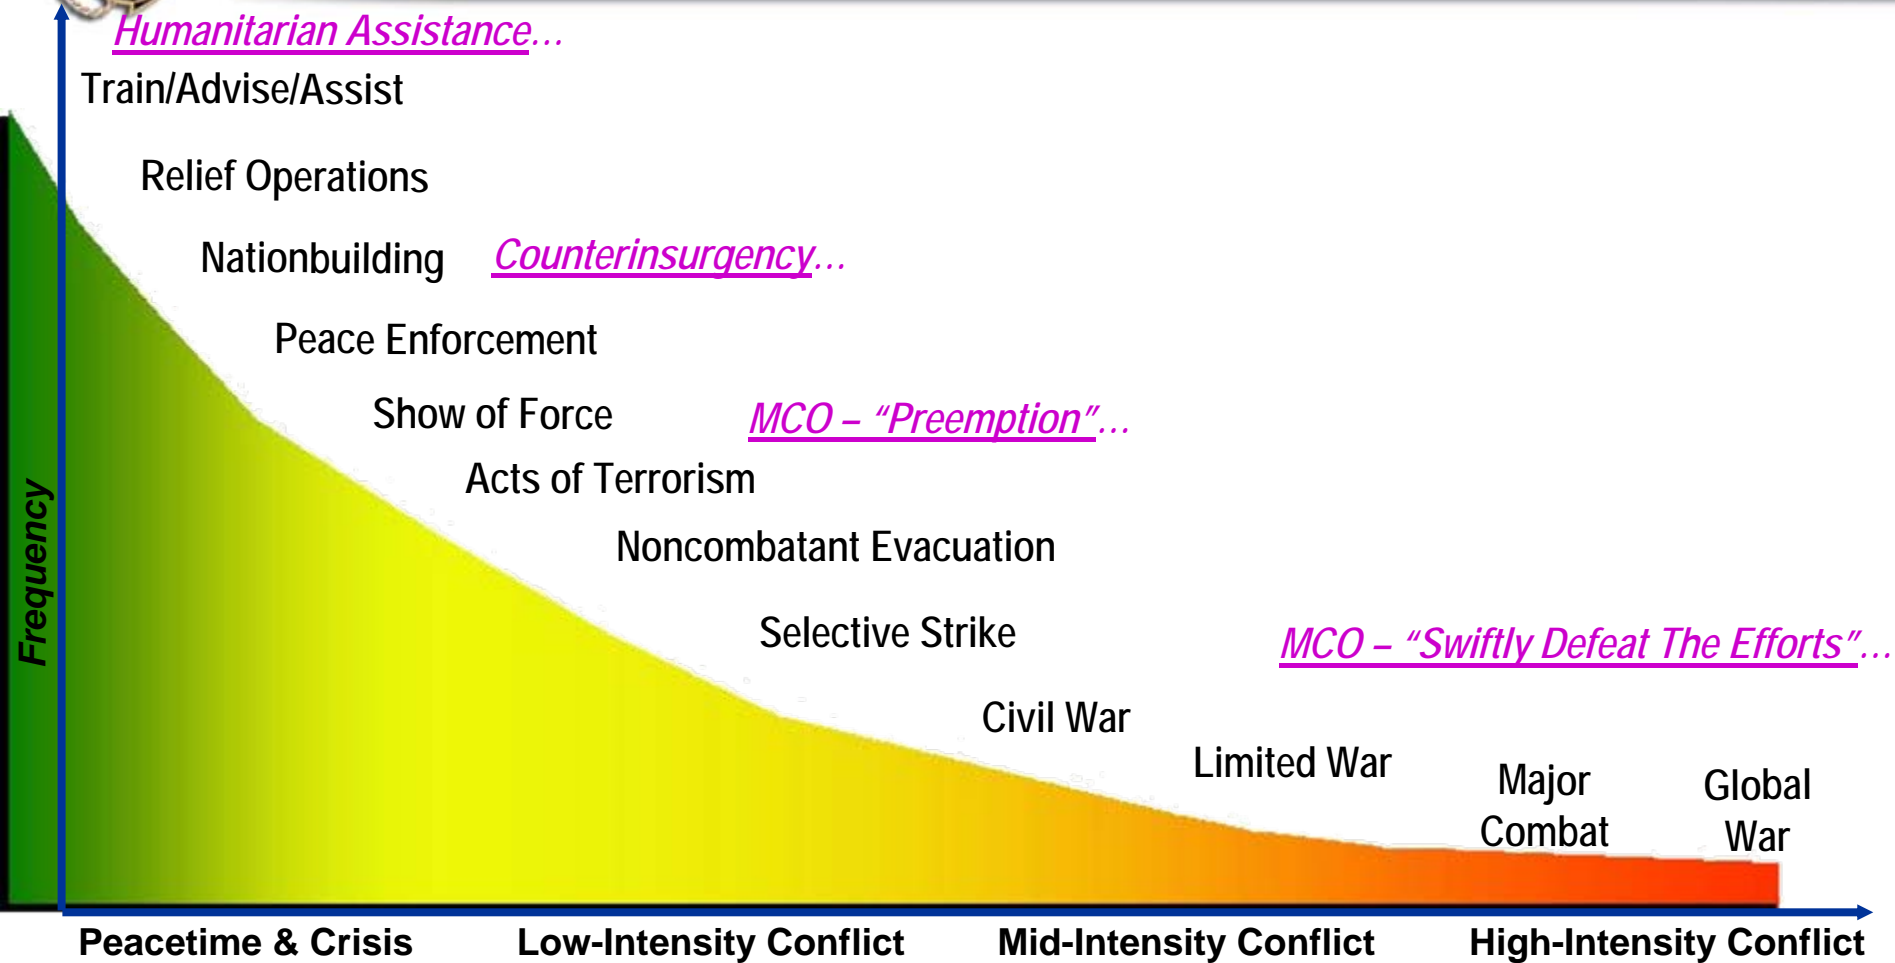 Humanitarian Assistance...
Train/Advise/Assist
Relief Operations
Nationbuilding
Counterinsurgency...
Peace Enforcement
Show of Force
MCO – “Preemption”...
Acts of Terrorism
Noncombatant Evacuation
Selective Strike
MCO – “Swiftly Defeat The Efforts”...
Civil War
Limited War
Major
Combat
Global
War
Frequency
Peacetime & Crisis
Low-Intensity Conflict
Mid-Intensity Conflict
High-Intensity Conflict